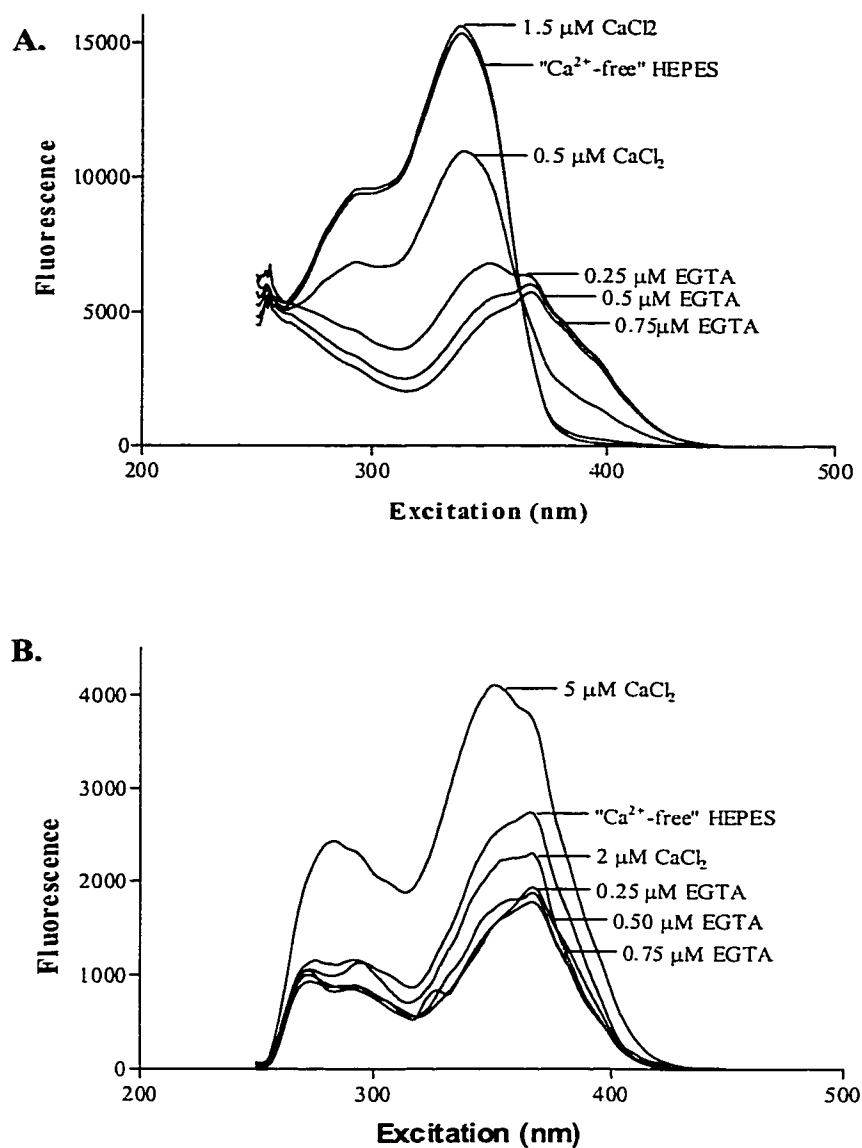 A.
15000
10000
5000
0
Fluorescence
1.5 µM CaCl2
"Ca²⁺-free" HEPES
0.5 µM CaCl₂
0.25 µM EGTA
0.5 µM EGTA
0.75µM EGTA
200
300
400
500
Excitation (nm)
B.
4000
3000
2000
1000
0
Fluorescence
5 µM CaCl₂
"Ca²⁺-free" HEPES
2 µM CaCl₂
0.25 µM EGTA
0.50 µM EGTA
0.75 µM EGTA
200
300
400
500
Excitation (nm)